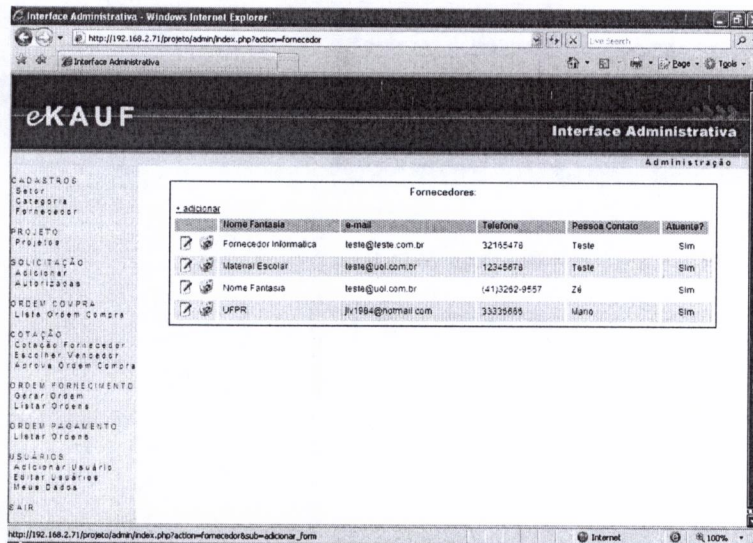 Interface Administrativa - Windows Internet Explorer
http://192.168.2.71/projeto/admin/index.php?action=fornecedor
Live Search
Interface Administrativa
Page
Tools
eKAUF
Interface Administrativa
Administração
CADASTROS
Setor
Categoria
Fornecedor
PROJETO
Projetos
SOLICITAÇÃO
Adicionar
Autorizadas
ORDEM COMPRA
Lista Ordem Compra
COTAÇÃO
Cotação Fornecedor
Escolher Vencedor
Aprova Ordem Compra
ORDEM FORNECIMENTO
Gerar Ordem
Listar Ordens
ORDEM PAGAMENTO
Listar Ordens
USUÁRIOS
Adicionar Usuário
Editar Usuários
Meus Dados
SAIR
Fornecedores:
+ adicionar
Nome Fantasia e-mail Telefone Pessoa Contato Atuante?
Fornecedor Informatica teste@teste.com.br 32165478 Teste Sim
Material Escolar teste@uol.com.br 12345678 Teste Sim
Nome Fantasia teste@uol.com.br (41)3262-9557 Zé Sim
UFPR jlv1984@hotmail.com Mario Sim
http://192.168.2.71/projeto/admin/index.php?action=fornecedor&sub=adicionar_form
Internet
100%